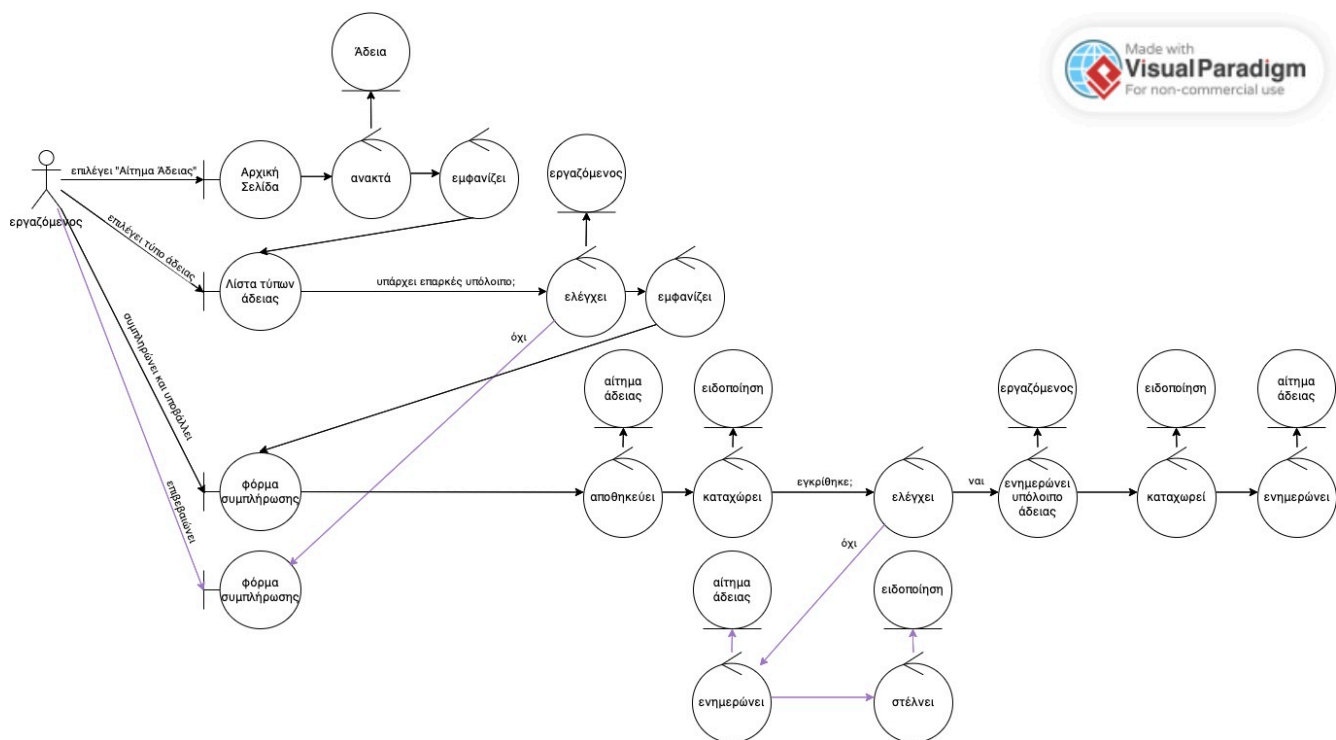 Άδεια
Made with
Visual Paradigm
For non-commercial use
επιλέγει "Αίτημα Άδειας"
Αρχική
Σελίδα
ανακτά
εμφανίζει
εργαζόμενος
εργαζόμενος
επιλέγει τύπο άδειας
Λίστα τύπων
άδειας
υπάρχει επαρκές υπόλοιπο;
ελέγχει
εμφανίζει
όχι
συμπληρώνει και υποβάλλει
αίτημα
άδειας
ειδοποίηση
εργαζόμενος
ειδοποίηση
αίτημα
άδειας
φόρμα
συμπλήρωσης
αποθηκεύει
καταχώρει
εγκρίθηκε;
ελέγχει
ναι
ενημερώνει
υπόλοιπο
άδειας
καταχωρεί
ενημερώνει
επιβεβαιώνει
όχι
φόρμα
συμπλήρωσης
αίτημα
άδειας
ειδοποίηση
ενημερώνει
στέλνει